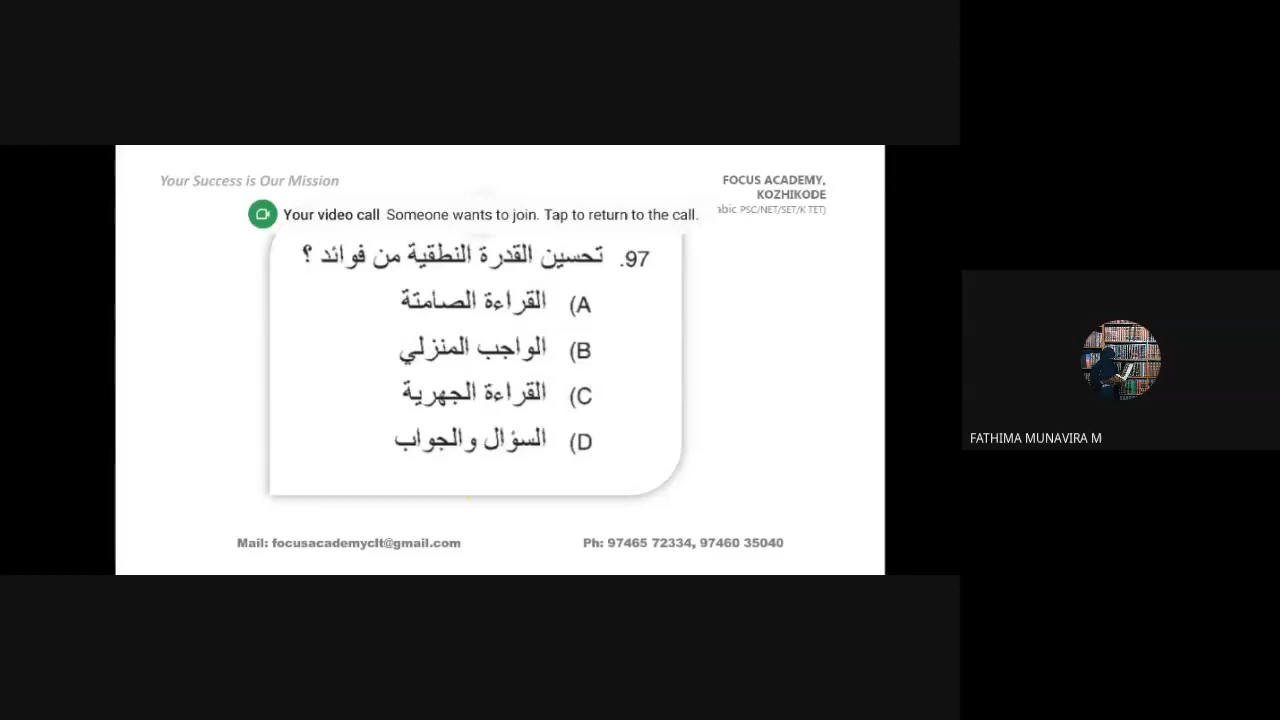 Your Success is Our Mission
FOCUS ACADEMY,
KOZHIKODE
abic PSC/NET/SET/K TET)
Your video call Someone wants to join. Tap to return to the call.
97. تحسين القدرة النطقية من فوائد ؟
A) القراءة الصامتة
B) الواجب المنزلي
C) القراءة الجهرية
D) السؤال والجواب
Mail: focusacademyclt@gmail.com
Ph: 97465 72334, 97460 35040
FATHIMA MUNAVIRA M